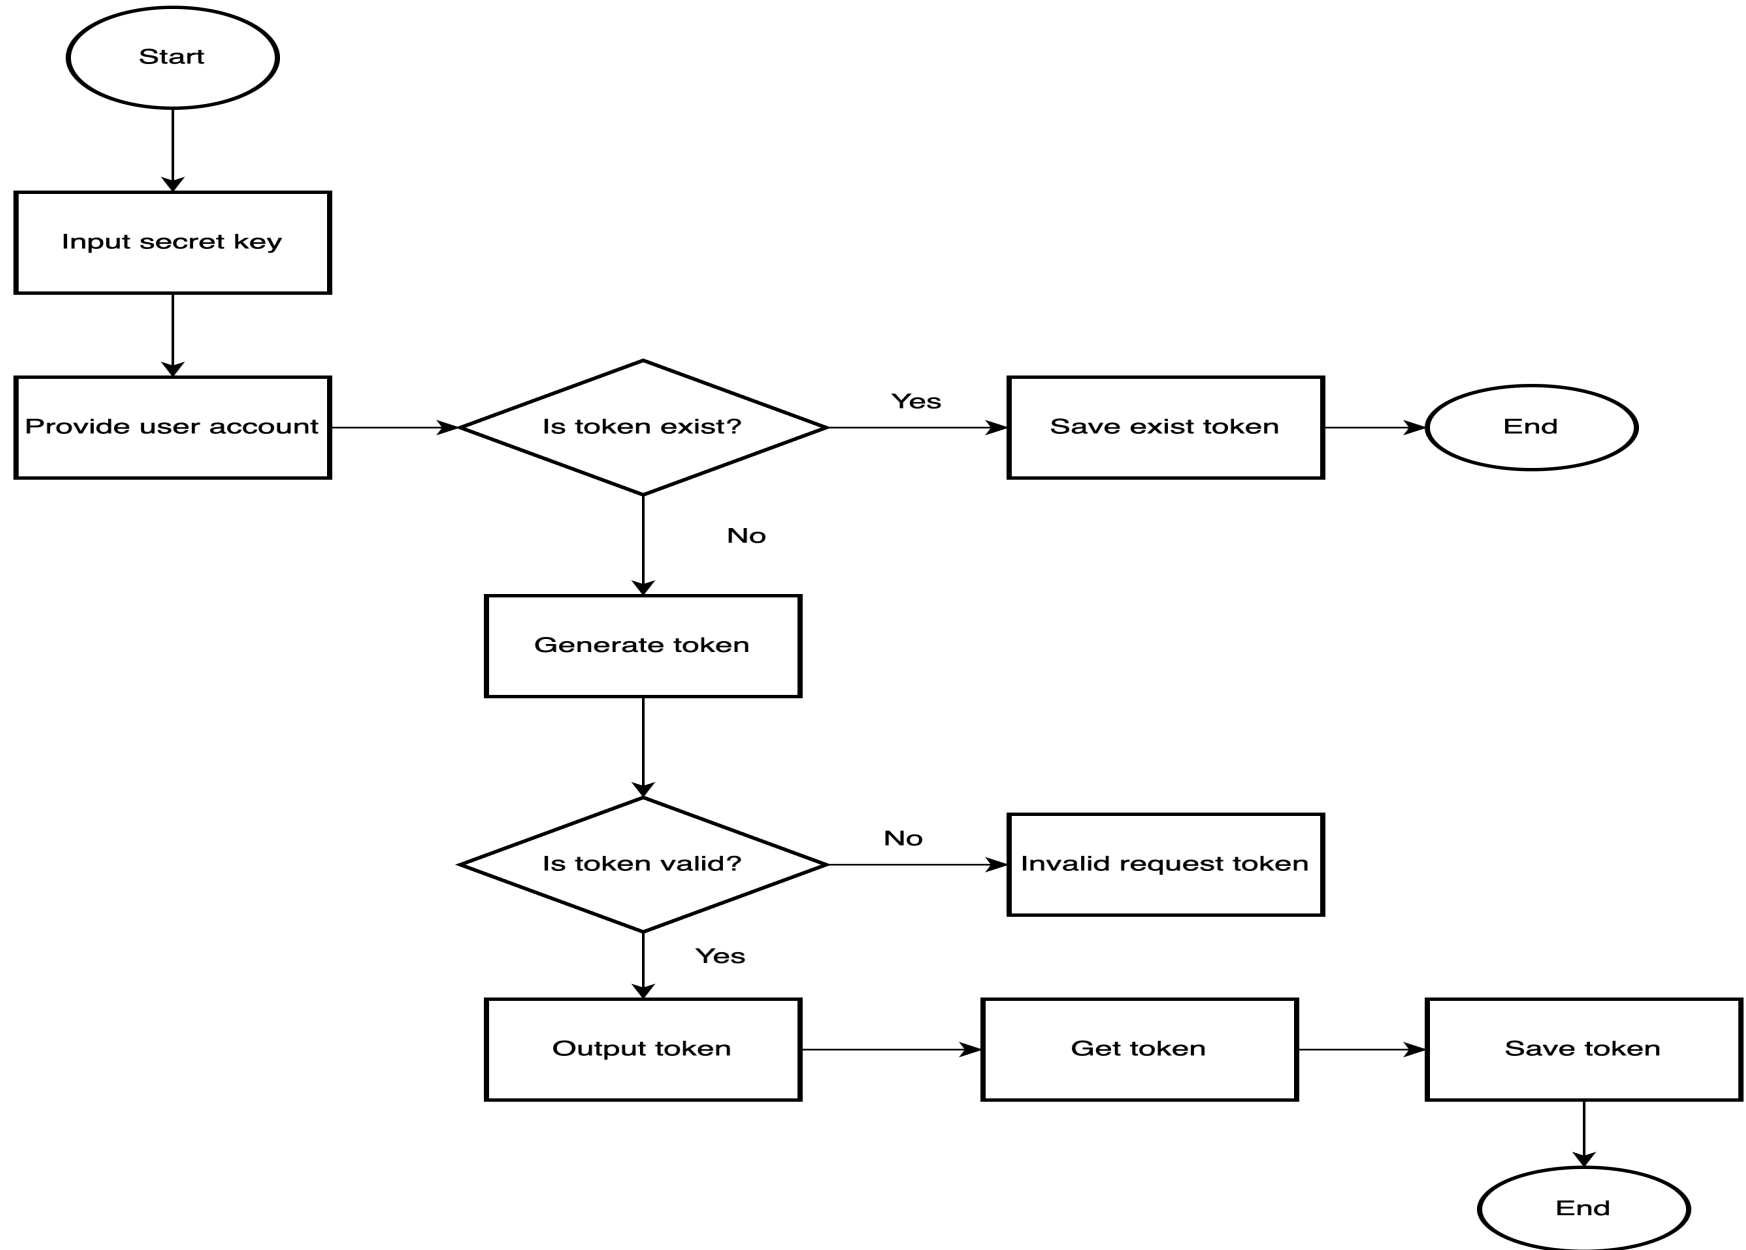 Start
Input secret key
Provide user account
Is token exist?
Yes
Save exist token
End
No
Generate token
Is token valid?
No
Invalid request token
Yes
Output token
Get token
Save token
End